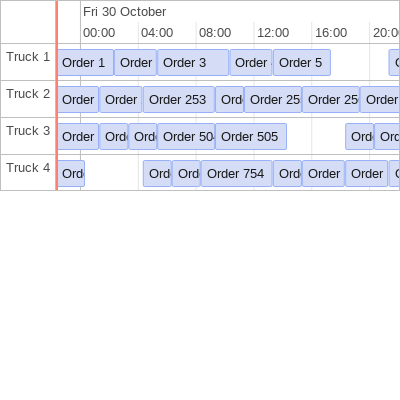 Fri 30 October
00:00 04:00 08:00 12:00 16:00 20:00
Truck 1 Order 1 Order Order 3 Order Order 5
Truck 2 Order Order Order 253 Ord Order 25 Order 25 Order
Truck 3 Order Ord Ord Order 50 Order 505 Ord Ord
Truck 4 Ord Ord Ord Order 754 Ord Order Order